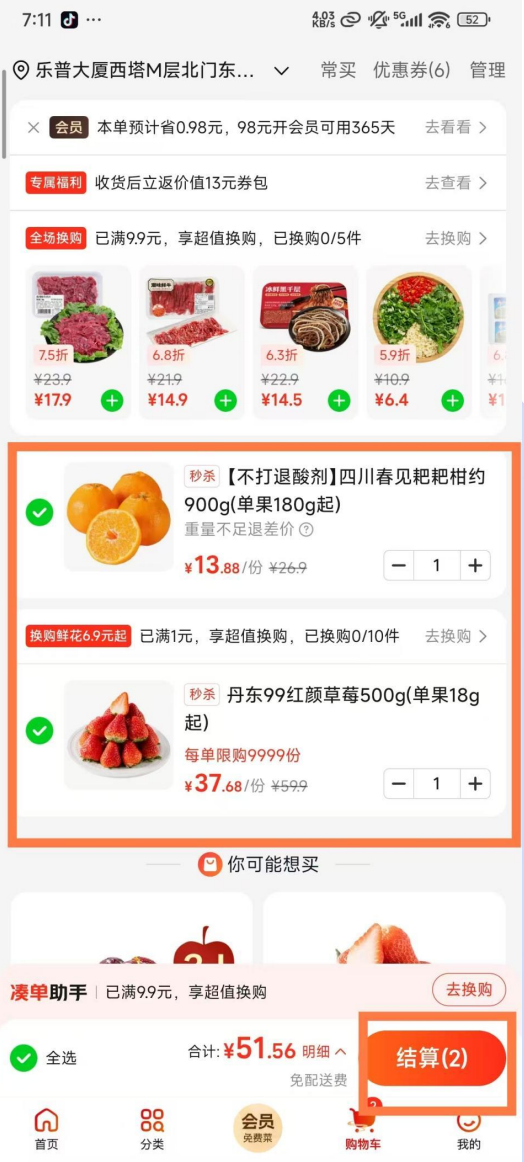 7:11 ··· 4.03 KB/s 5G 52
乐普大厦西塔M层北门东... 常买 优惠券(6) 管理
会员 本单预计省0.98元，98元开会员可用365天 去看看
专属福利 收货后立返价值13元券包 去查看
全场换购 已满9.9元，享超值换购，已换购0/5件 去换购
7.5折 6.8折 6.3折 5.9折
¥23.9 ¥21.9 ¥22.9 ¥10.9
¥17.9 ¥14.9 ¥14.5 ¥6.4
秒杀【不打退酸剂】四川春见耙耙柑约
900g(单果180g起)
重量不足退差价
¥13.88/份 ¥26.9 1
换购鲜花6.9元起 已满1元，享超值换购，已换购0/10件 去换购
秒杀 丹东99红颜草莓500g(单果18g
起)
每单限购9999份
¥37.68/份 ¥59.9 1
你可能想买
凑单助手 已满9.9元，享超值换购 去换购
全选 合计:¥51.56 明细 结算(2)
免配送费
首页 分类 会员 免费菜 购物车 2 我的